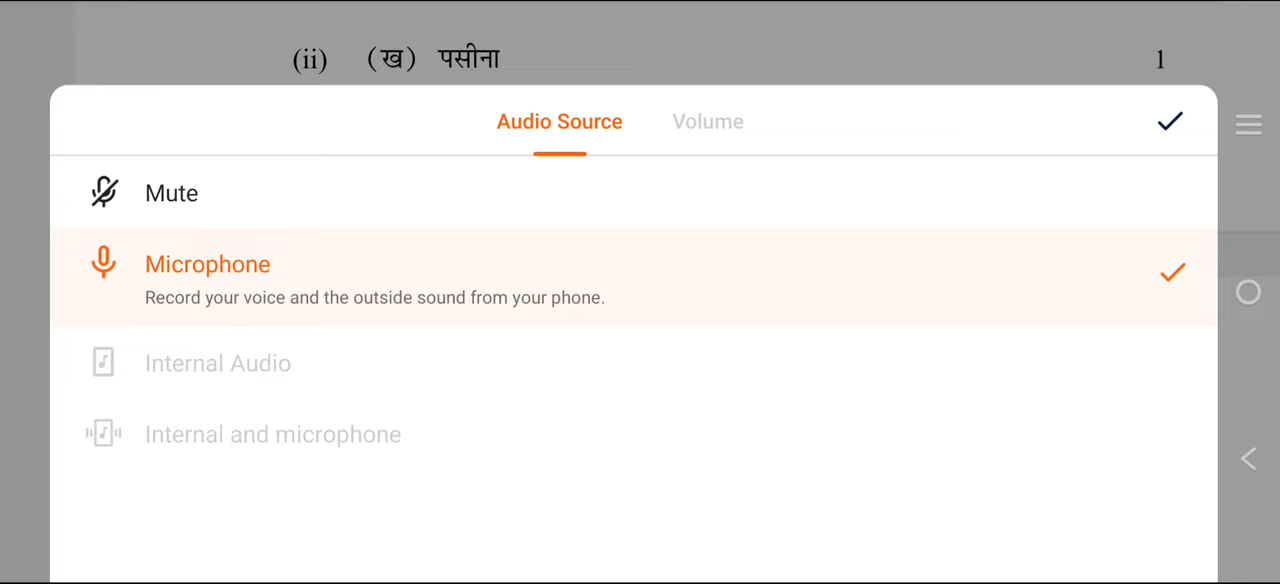 (ii) (ख) पसीना 1
Audio Source Volume
Mute
Microphone
Record your voice and the outside sound from your phone.
Internal Audio
Internal and microphone